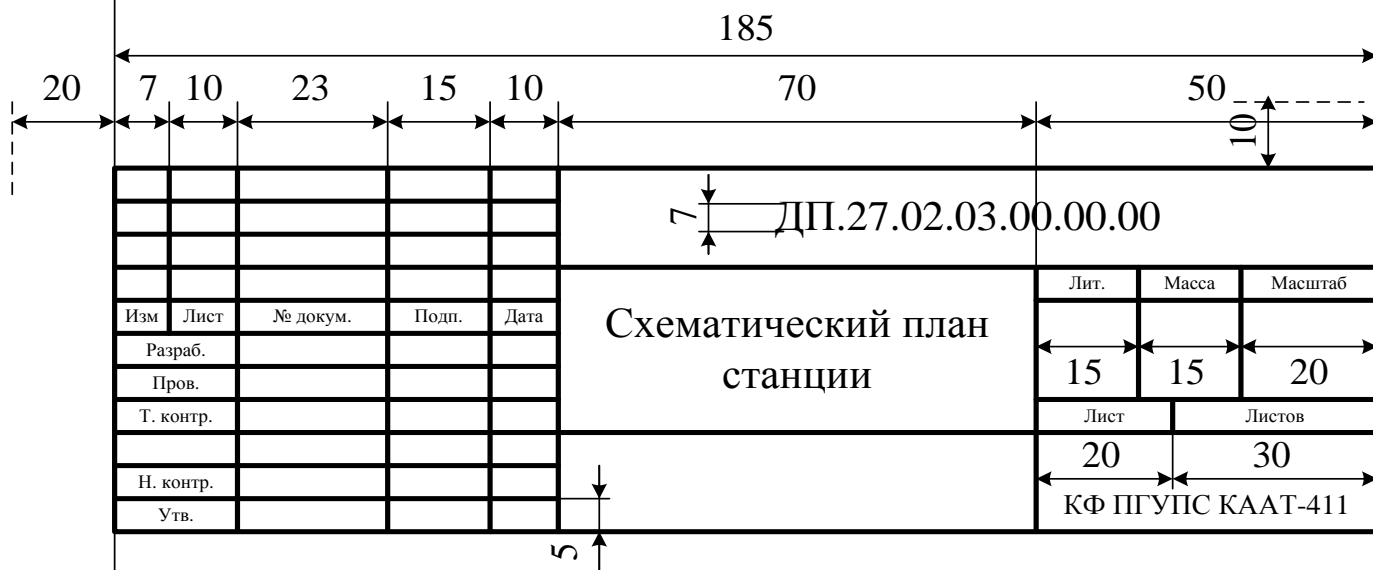 185
20 7 10 23 15 10 70 50
10
7 ДП.27.02.03.00.00.00
Лит. Масса Масштаб
Изм Лист № докум. Подп. Дата
Схематический план
станции
Разраб.
15 15 20
Пров.
Т. контр.
Лист Листов
20 30
Н. контр.
КФ ПГУПС КААТ-411
Утв.
5